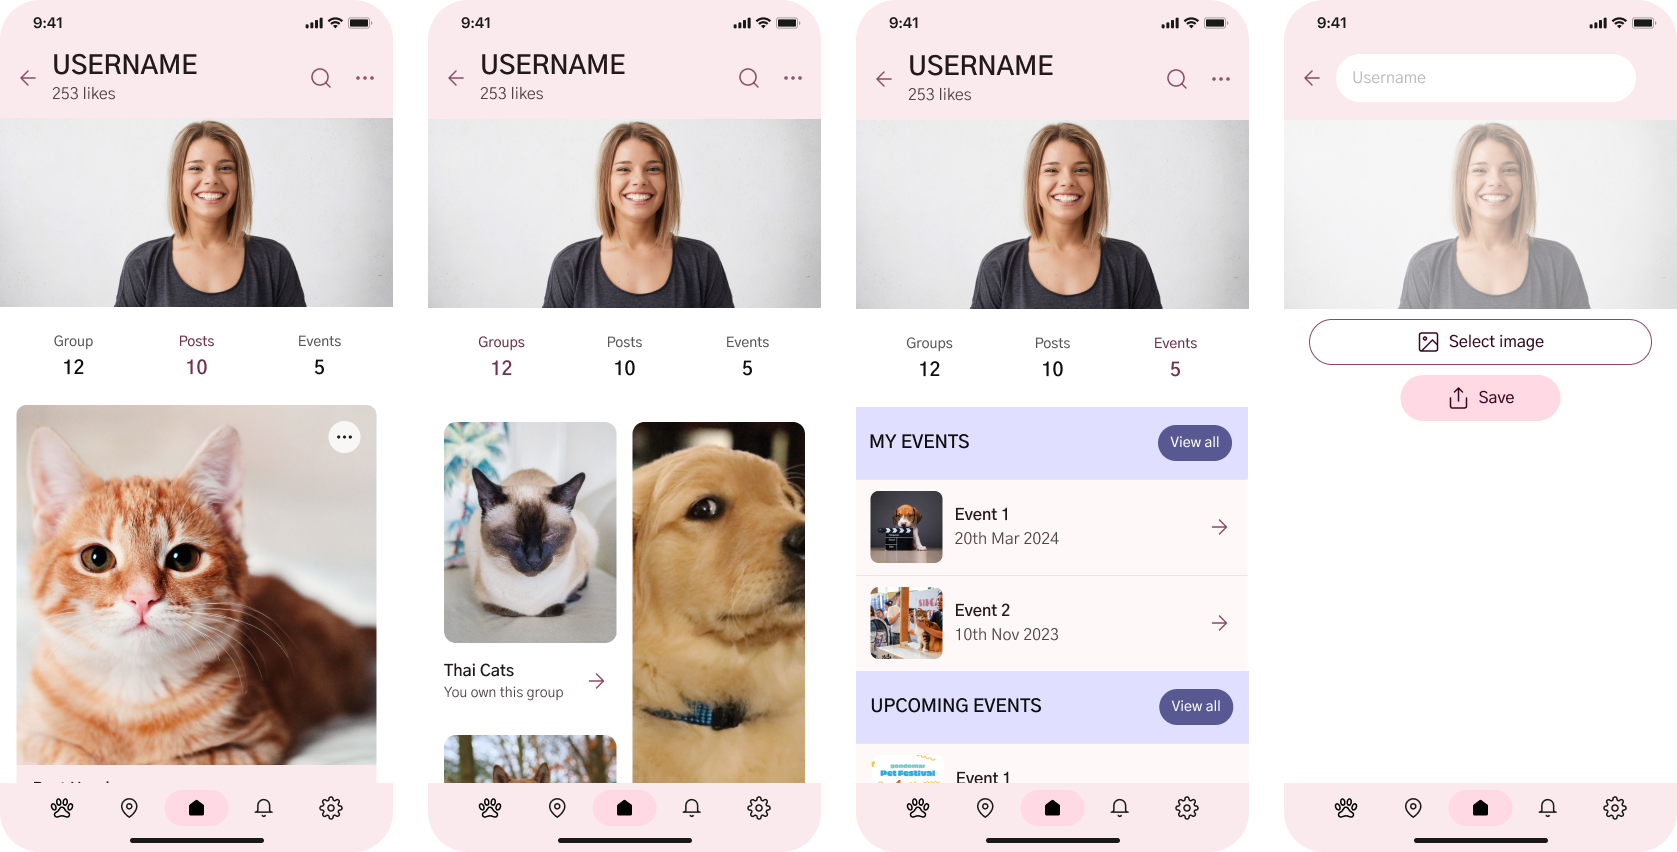 9:41
USERNAME
253 likes
Group
12
Posts
10
Events
5
9:41
USERNAME
253 likes
Groups
12
Posts
10
Events
5
Thai Cats
You own this group
9:41
USERNAME
253 likes
Groups
12
Posts
10
Events
5
MY EVENTS
View all
Event 1
20th Mar 2024
Event 2
10th Nov 2023
UPCOMING EVENTS
View all
Pet Festival
Event 1
9:41
Username
Select image
Save